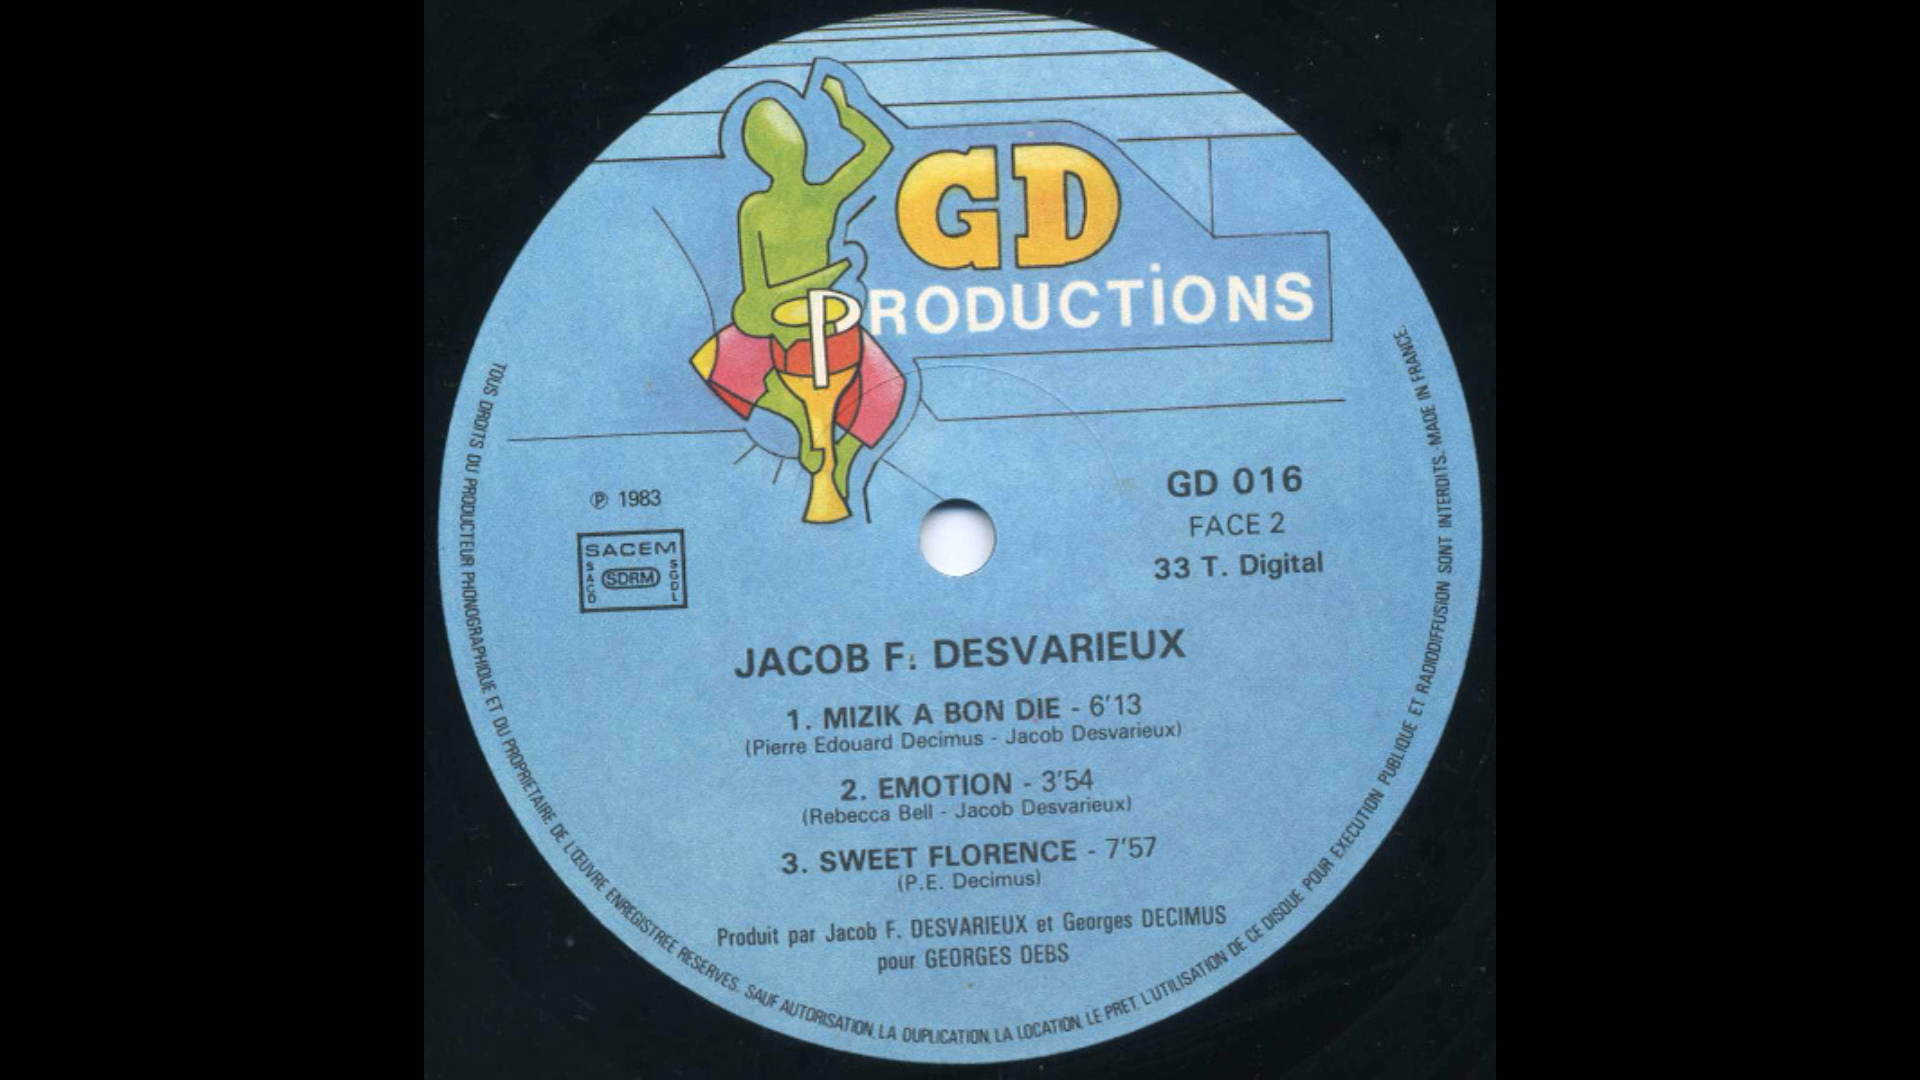 GD
PRODUCTiONS
℗ 1983
SACEM
SACD
SDRM
SGDL
GD 016
FACE 2
33 T. Digital
JACOB F. DESVARIEUX
1. MIZIK A BON DIE - 6'13
(Pierre Edouard Decimus - Jacob Desvarieux)
2. EMOTION - 3'54
(Rebecca Bell - Jacob Desvarieux)
3. SWEET FLORENCE - 7'57
(P.E. Decimus)
Produit par Jacob F. DESVARIEUX et Georges DECIMUS
pour GEORGES DEBS
TOUS DROITS DU PRODUCTEUR PHONOGRAPHIQUE ET DU PROPRIETAIRE DE L'ŒUVRE ENREGISTREE RESERVES. SAUF AUTORISATION, LA DUPLICATION, LA LOCATION, LE PRET, L'UTILISATION DE CE DISQUE POUR EXECUTION PUBLIQUE ET RADIODIFFUSION SONT INTERDITS. MADE IN FRANCE.